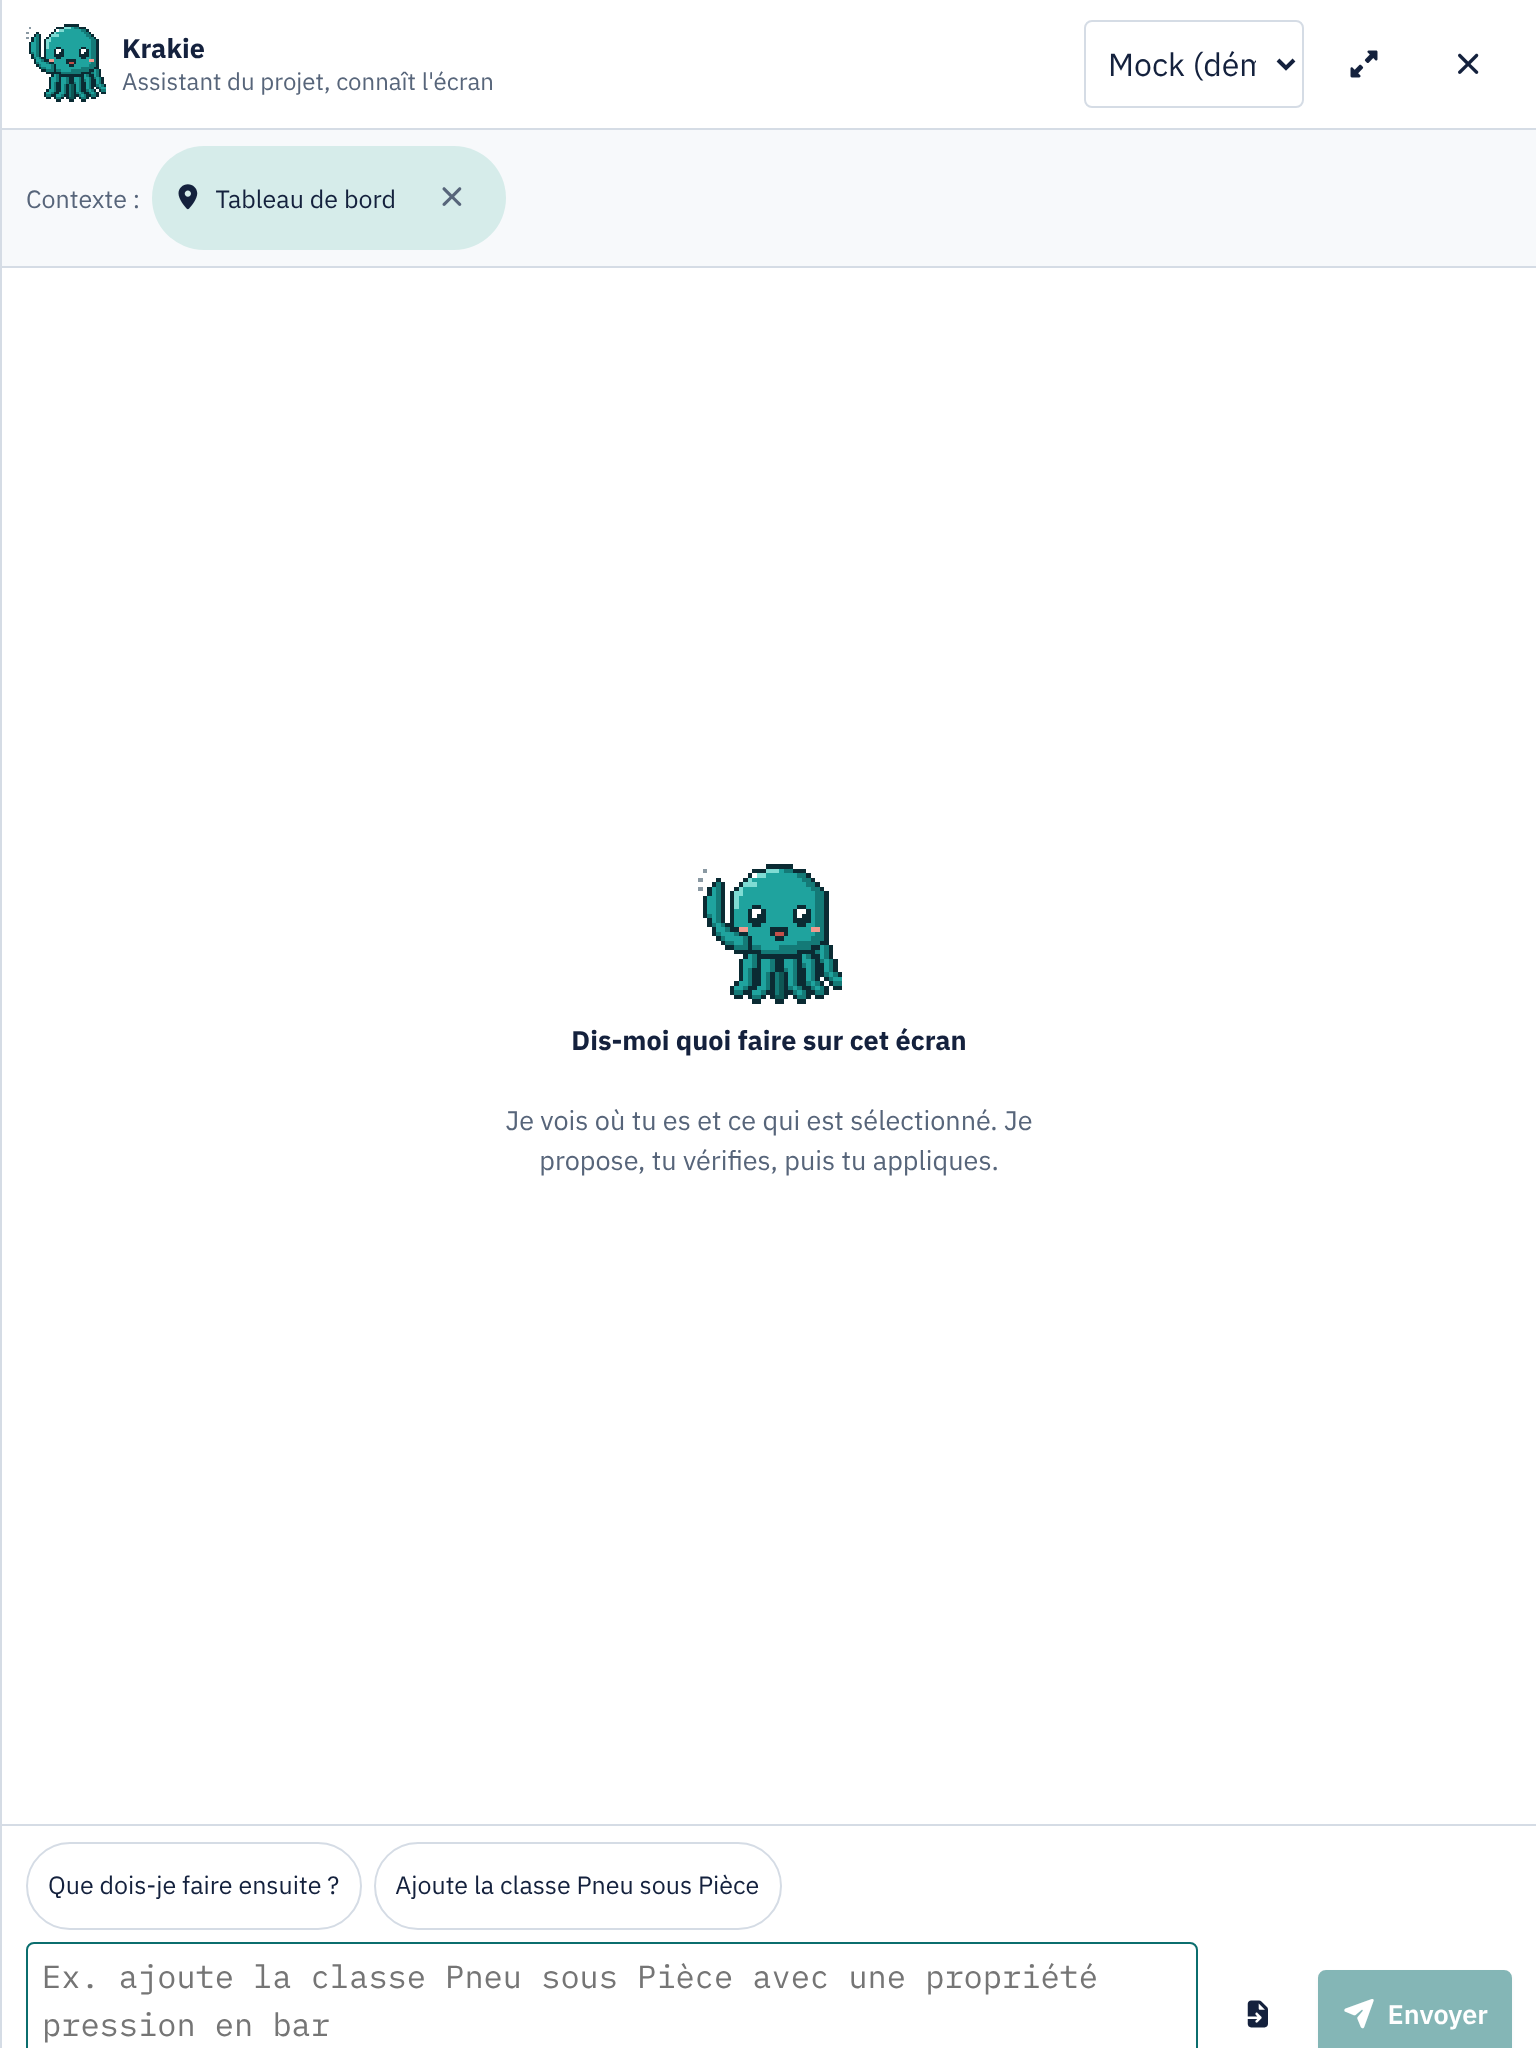 Krakie
Assistant du projet, connaît l'écran
Mock (dém
Contexte :
Tableau de bord
Dis-moi quoi faire sur cet écran
Je vois où tu es et ce qui est sélectionné. Je
propose, tu vérifies, puis tu appliques.
Que dois-je faire ensuite ?
Ajoute la classe Pneu sous Pièce
Ex. ajoute la classe Pneu sous Pièce avec une propriété
pression en bar
Envoyer